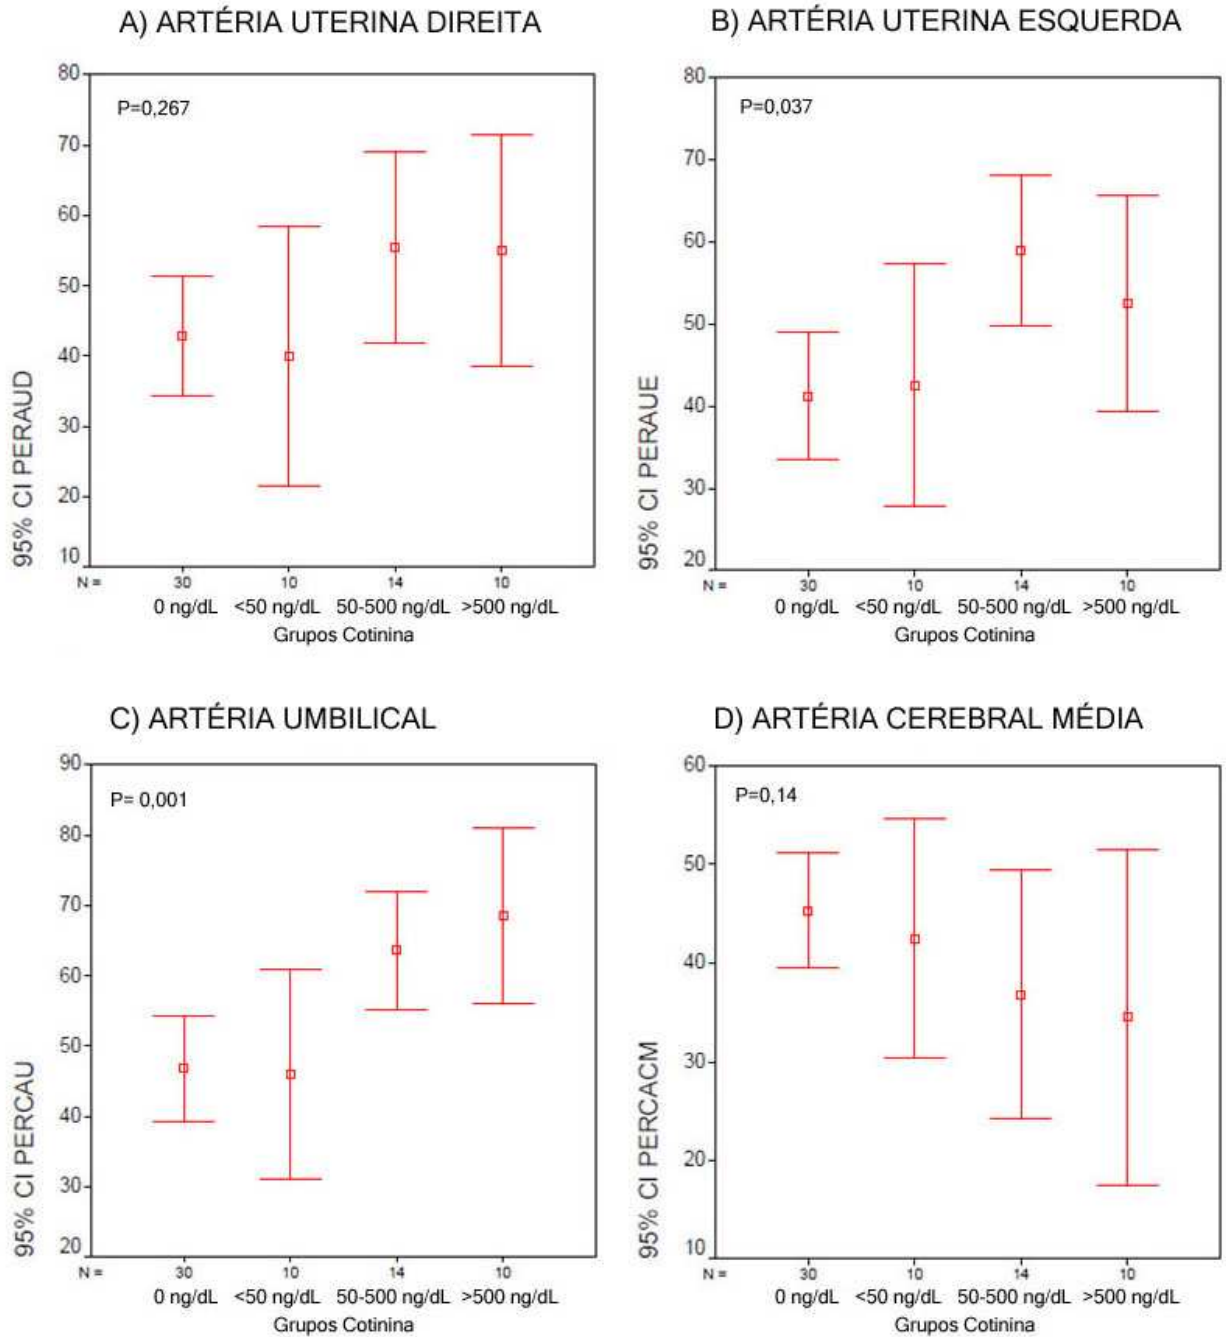 A) ARTÉRIA UTERINA DIREITA
P=0,267
95% CI PERAUD
80
70
60
50
40
30
20
10
N = 30 10 14 10
0 ng/dL <50 ng/dL 50-500 ng/dL >500 ng/dL
Grupos Cotinina
B) ARTÉRIA UTERINA ESQUERDA
P=0,037
95% CI PERAUE
80
70
60
50
40
30
20
N = 30 10 14 10
0 ng/dL <50 ng/dL 50-500 ng/dL >500 ng/dL
Grupos Cotinina
C) ARTÉRIA UMBILICAL
P= 0,001
95% CI PERCAU
90
80
70
60
50
40
30
20
N = 30 10 14 10
0 ng/dL <50 ng/dL 50-500 ng/dL >500 ng/dL
Grupos Cotinina
D) ARTÉRIA CEREBRAL MÉDIA
P=0,14
95% CI PERCACM
60
50
40
30
20
10
N = 30 10 14 10
0 ng/dL <50 ng/dL 50-500 ng/dL >500 ng/dL
Grupos Cotinina